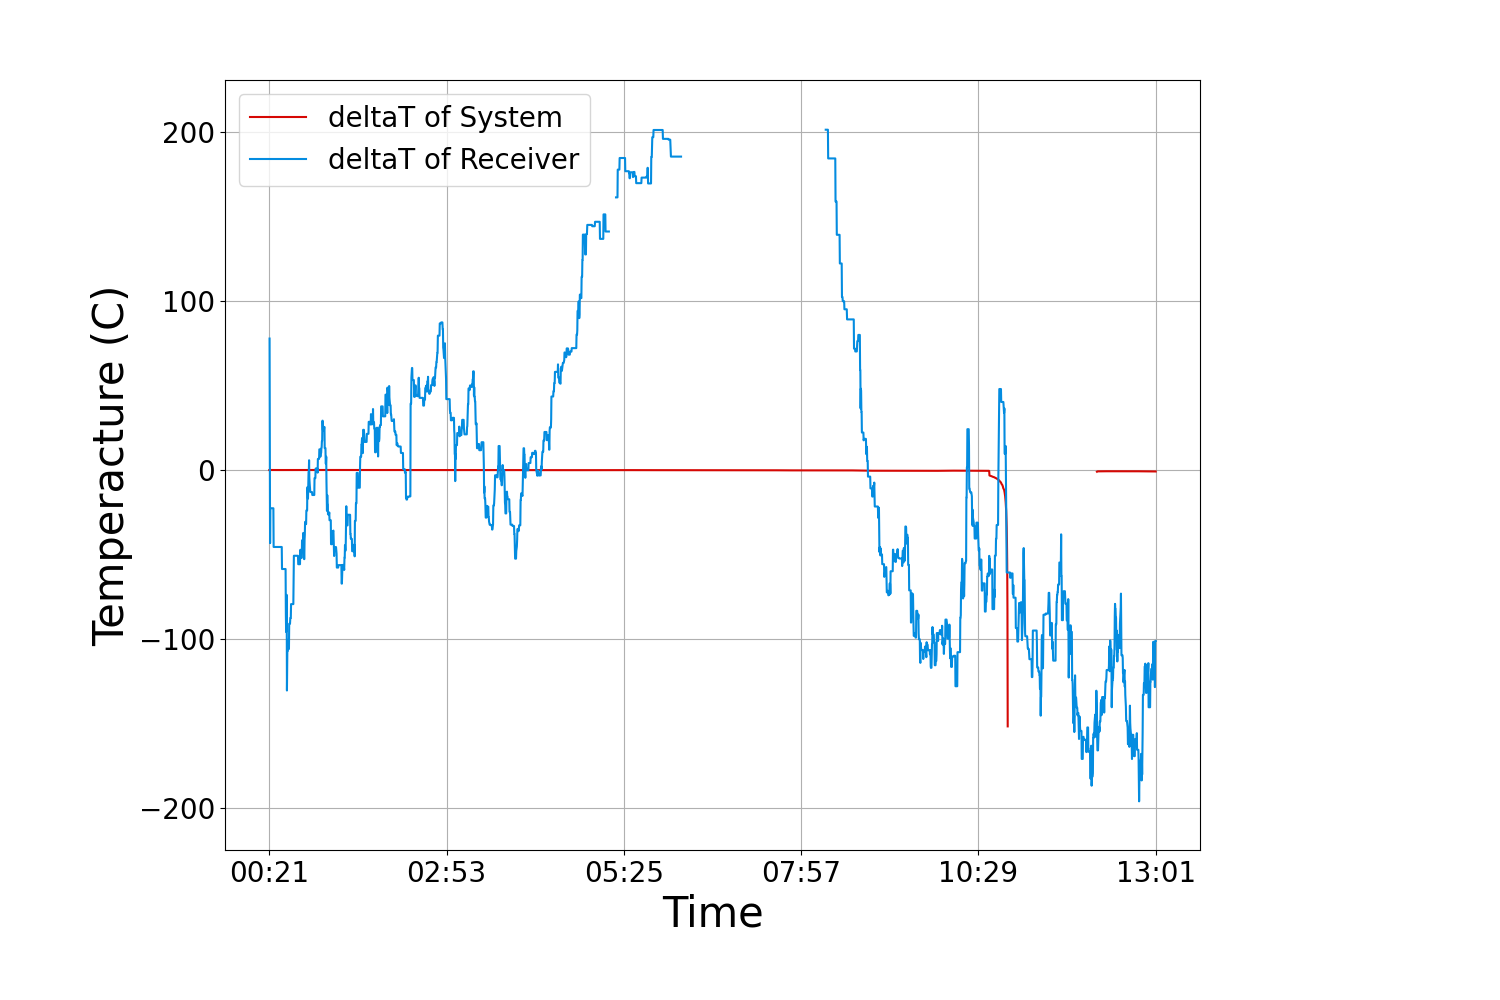 deltaT of System
deltaT of Receiver
200
100
0
−100
−200
Temperacture (C)
00:21 02:53 05:25 07:57 10:29 13:01
Time